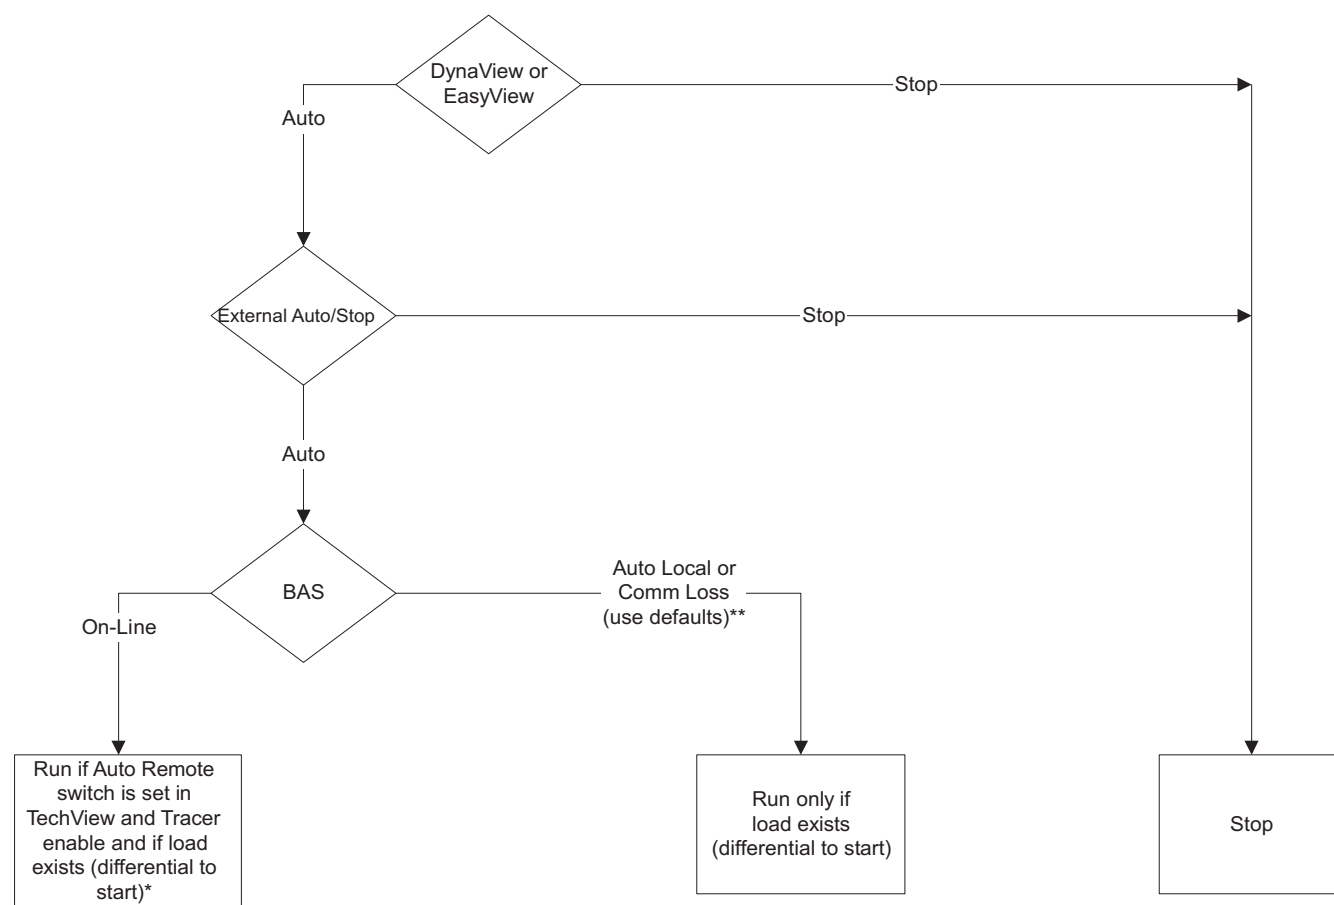 DynaView or
EasyView
Stop
Auto
External Auto/Stop
Stop
Auto
BAS
Auto Local or
Comm Loss
(use defaults)**
On-Line
Run if Auto Remote
switch is set in
TechView and Tracer
enable and if load
exists (differential to
start)*
Run only if
load exists
(differential to start)
Stop